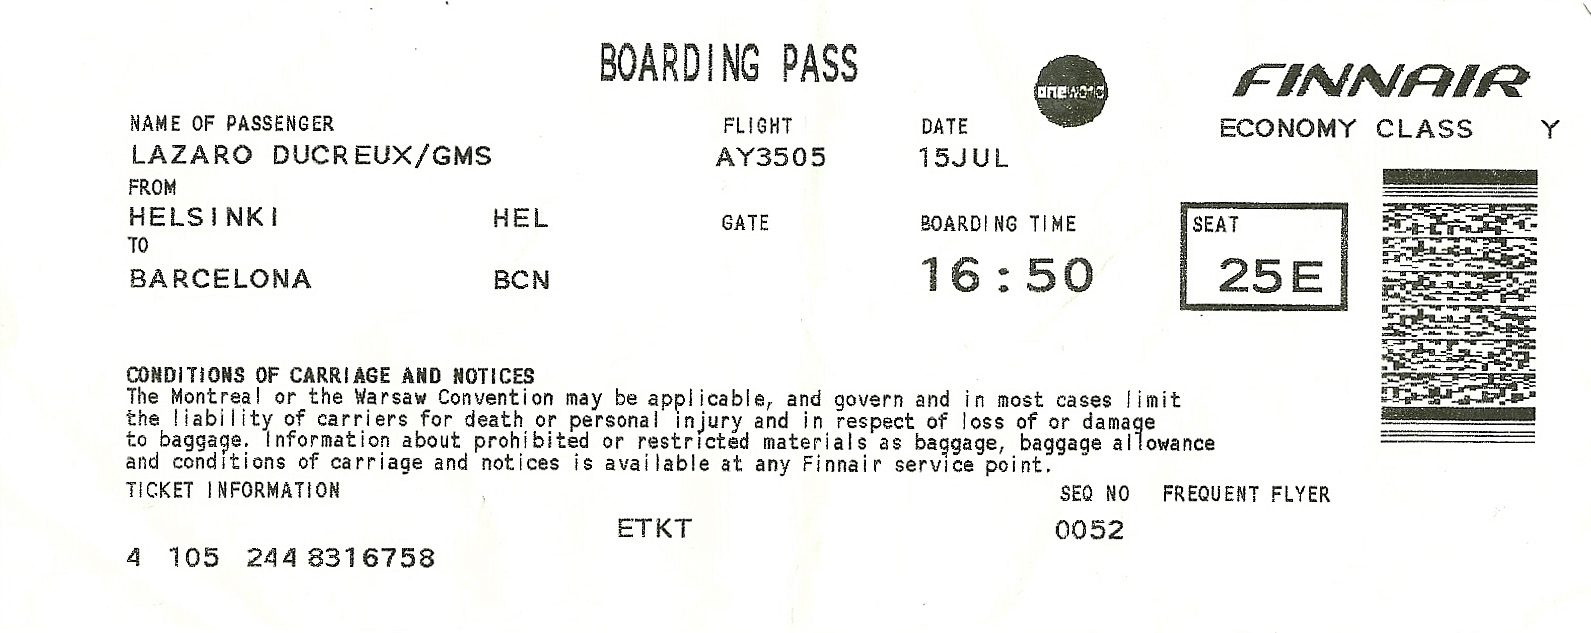 BOARDING PASS
oneworld
FINNAIR
ECONOMY CLASS Y
NAME OF PASSENGER FLIGHT DATE
LAZARO DUCREUX/GMS AY3505 15JUL
FROM
HELSINKI HEL GATE BOARDING TIME SEAT
TO
BARCELONA BCN 16:50 25E
CONDITIONS OF CARRIAGE AND NOTICES
The Montreal or the Warsaw Convention may be applicable, and govern and in most cases limit
the liability of carriers for death or personal injury and in respect of loss of or damage
to baggage. Information about prohibited or restricted materials as baggage, baggage allowance
and conditions of carriage and notices is available at any Finnair service point.
TICKET INFORMATION SEQ NO FREQUENT FLYER
ETKT 0052
4 105 244 8316758